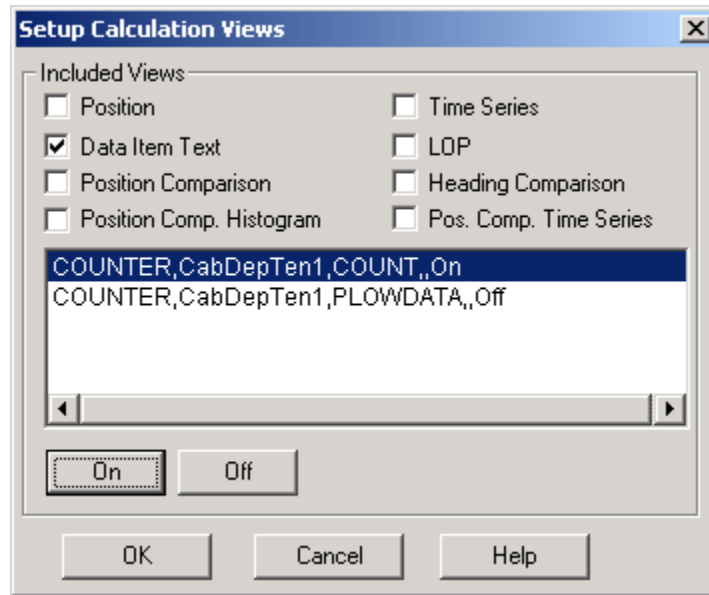 Setup Calculation Views
Included Views
Position
Time Series
Data Item Text
LOP
Position Comparison
Heading Comparison
Position Comp. Histogram
Pos. Comp. Time Series
COUNTER,CabDepTen1,COUNT,,On
COUNTER,CabDepTen1,PLOWDATA,,Off
On
Off
OK
Cancel
Help